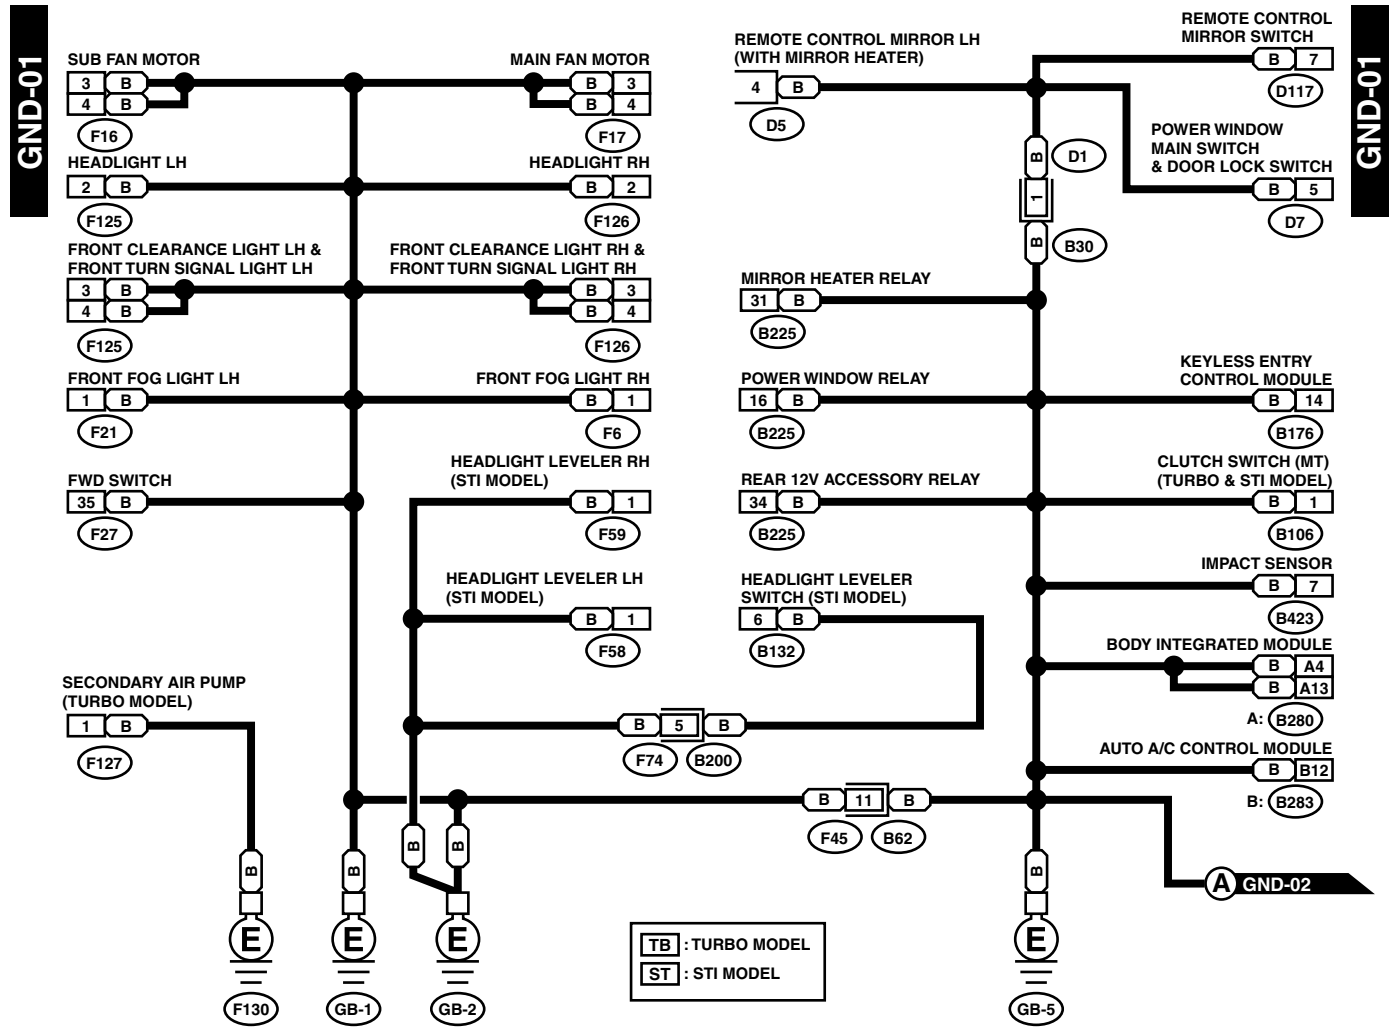 GND-01
SUB FAN MOTOR
3 B
4 B
F16
HEADLIGHT LH
2 B
F125
FRONT CLEARANCE LIGHT LH &
FRONT TURN SIGNAL LIGHT LH
3 B
4 B
F125
FRONT FOG LIGHT LH
1 B
F21
FWD SWITCH
35 B
F27
SECONDARY AIR PUMP
(TURBO MODEL)
1 B
F127
MAIN FAN MOTOR
B 3
B 4
F17
HEADLIGHT RH
B 2
F126
FRONT CLEARANCE LIGHT RH &
FRONT TURN SIGNAL LIGHT RH
B 3
B 4
F126
FRONT FOG LIGHT RH
B 1
F6
HEADLIGHT LEVELER RH
(STI MODEL)
B 1
F59
HEADLIGHT LEVELER LH
(STI MODEL)
B 1
F58
REMOTE CONTROL MIRROR LH
(WITH MIRROR HEATER)
4 B
D5
MIRROR HEATER RELAY
31 B
B225
POWER WINDOW RELAY
16 B
B225
REAR 12V ACCESSORY RELAY
34 B
B225
HEADLIGHT LEVELER
SWITCH (STI MODEL)
6 B
B132
B 5 B
F74 B200
B 11 B
F45 B62
B D1
1
B B30
REMOTE CONTROL
MIRROR SWITCH
B 7
D117
POWER WINDOW
MAIN SWITCH
& DOOR LOCK SWITCH
B 5
D7
KEYLESS ENTRY
CONTROL MODULE
B 14
B176
CLUTCH SWITCH (MT)
(TURBO & STI MODEL)
B 1
B106
IMPACT SENSOR
B 7
B423
BODY INTEGRATED MODULE
B A4
B A13
A: B280
AUTO A/C CONTROL MODULE
B B12
B: B283
A GND-02
GND-01
B B B B B
E E E E
F130 GB-1 GB-2 GB-5
TB : TURBO MODEL
ST : STI MODEL